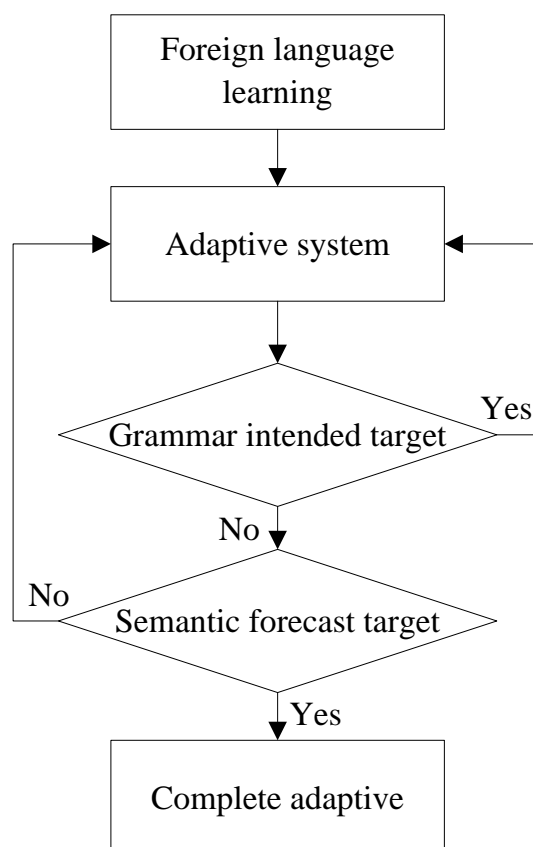 Foreign language
learning
Adaptive system
Yes
Grammar intended target
No
No
Semantic forecast target
Yes
Complete adaptive